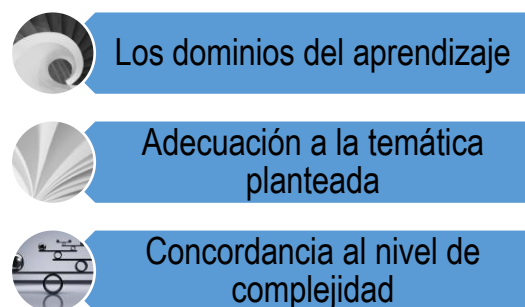 Los dominios del aprendizaje
Adecuación a la temática
planteada
Concordancia al nivel de
complejidad